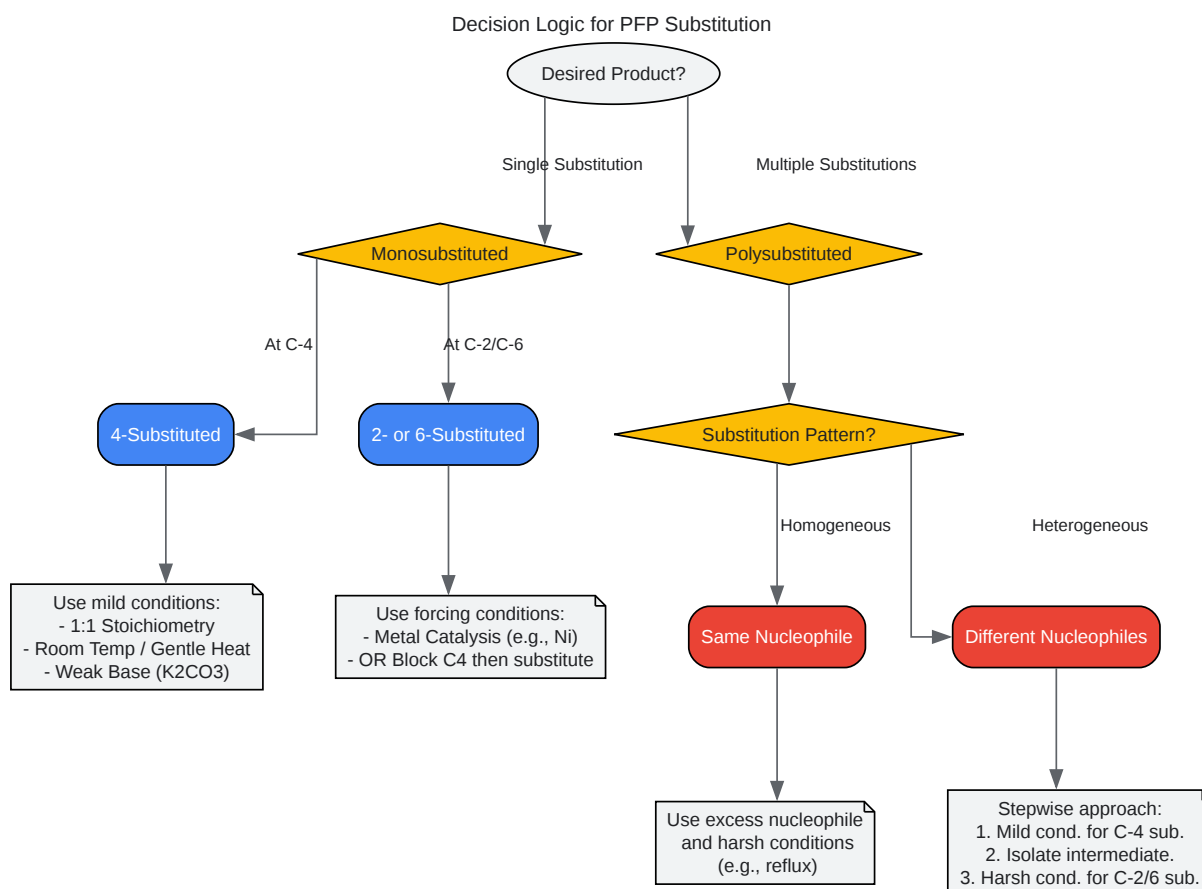 Decision Logic for PFP Substitution
Desired Product?
Single Substitution
Multiple Substitutions
Monosubstituted
Polysubstituted
At C-4
At C-2/C-6
4-Substituted
2- or 6-Substituted
Substitution Pattern?
Homogeneous
Heterogeneous
Use mild conditions:
- 1:1 Stoichiometry
- Room Temp / Gentle Heat
- Weak Base (K2CO3)
Use forcing conditions:
- Metal Catalysis (e.g., Ni)
- OR Block C4 then substitute
Same Nucleophile
Different Nucleophiles
Use excess nucleophile
and harsh conditions
(e.g., reflux)
Stepwise approach:
1. Mild cond. for C-4 sub.
2. Isolate intermediate.
3. Harsh cond. for C-2/6 sub.